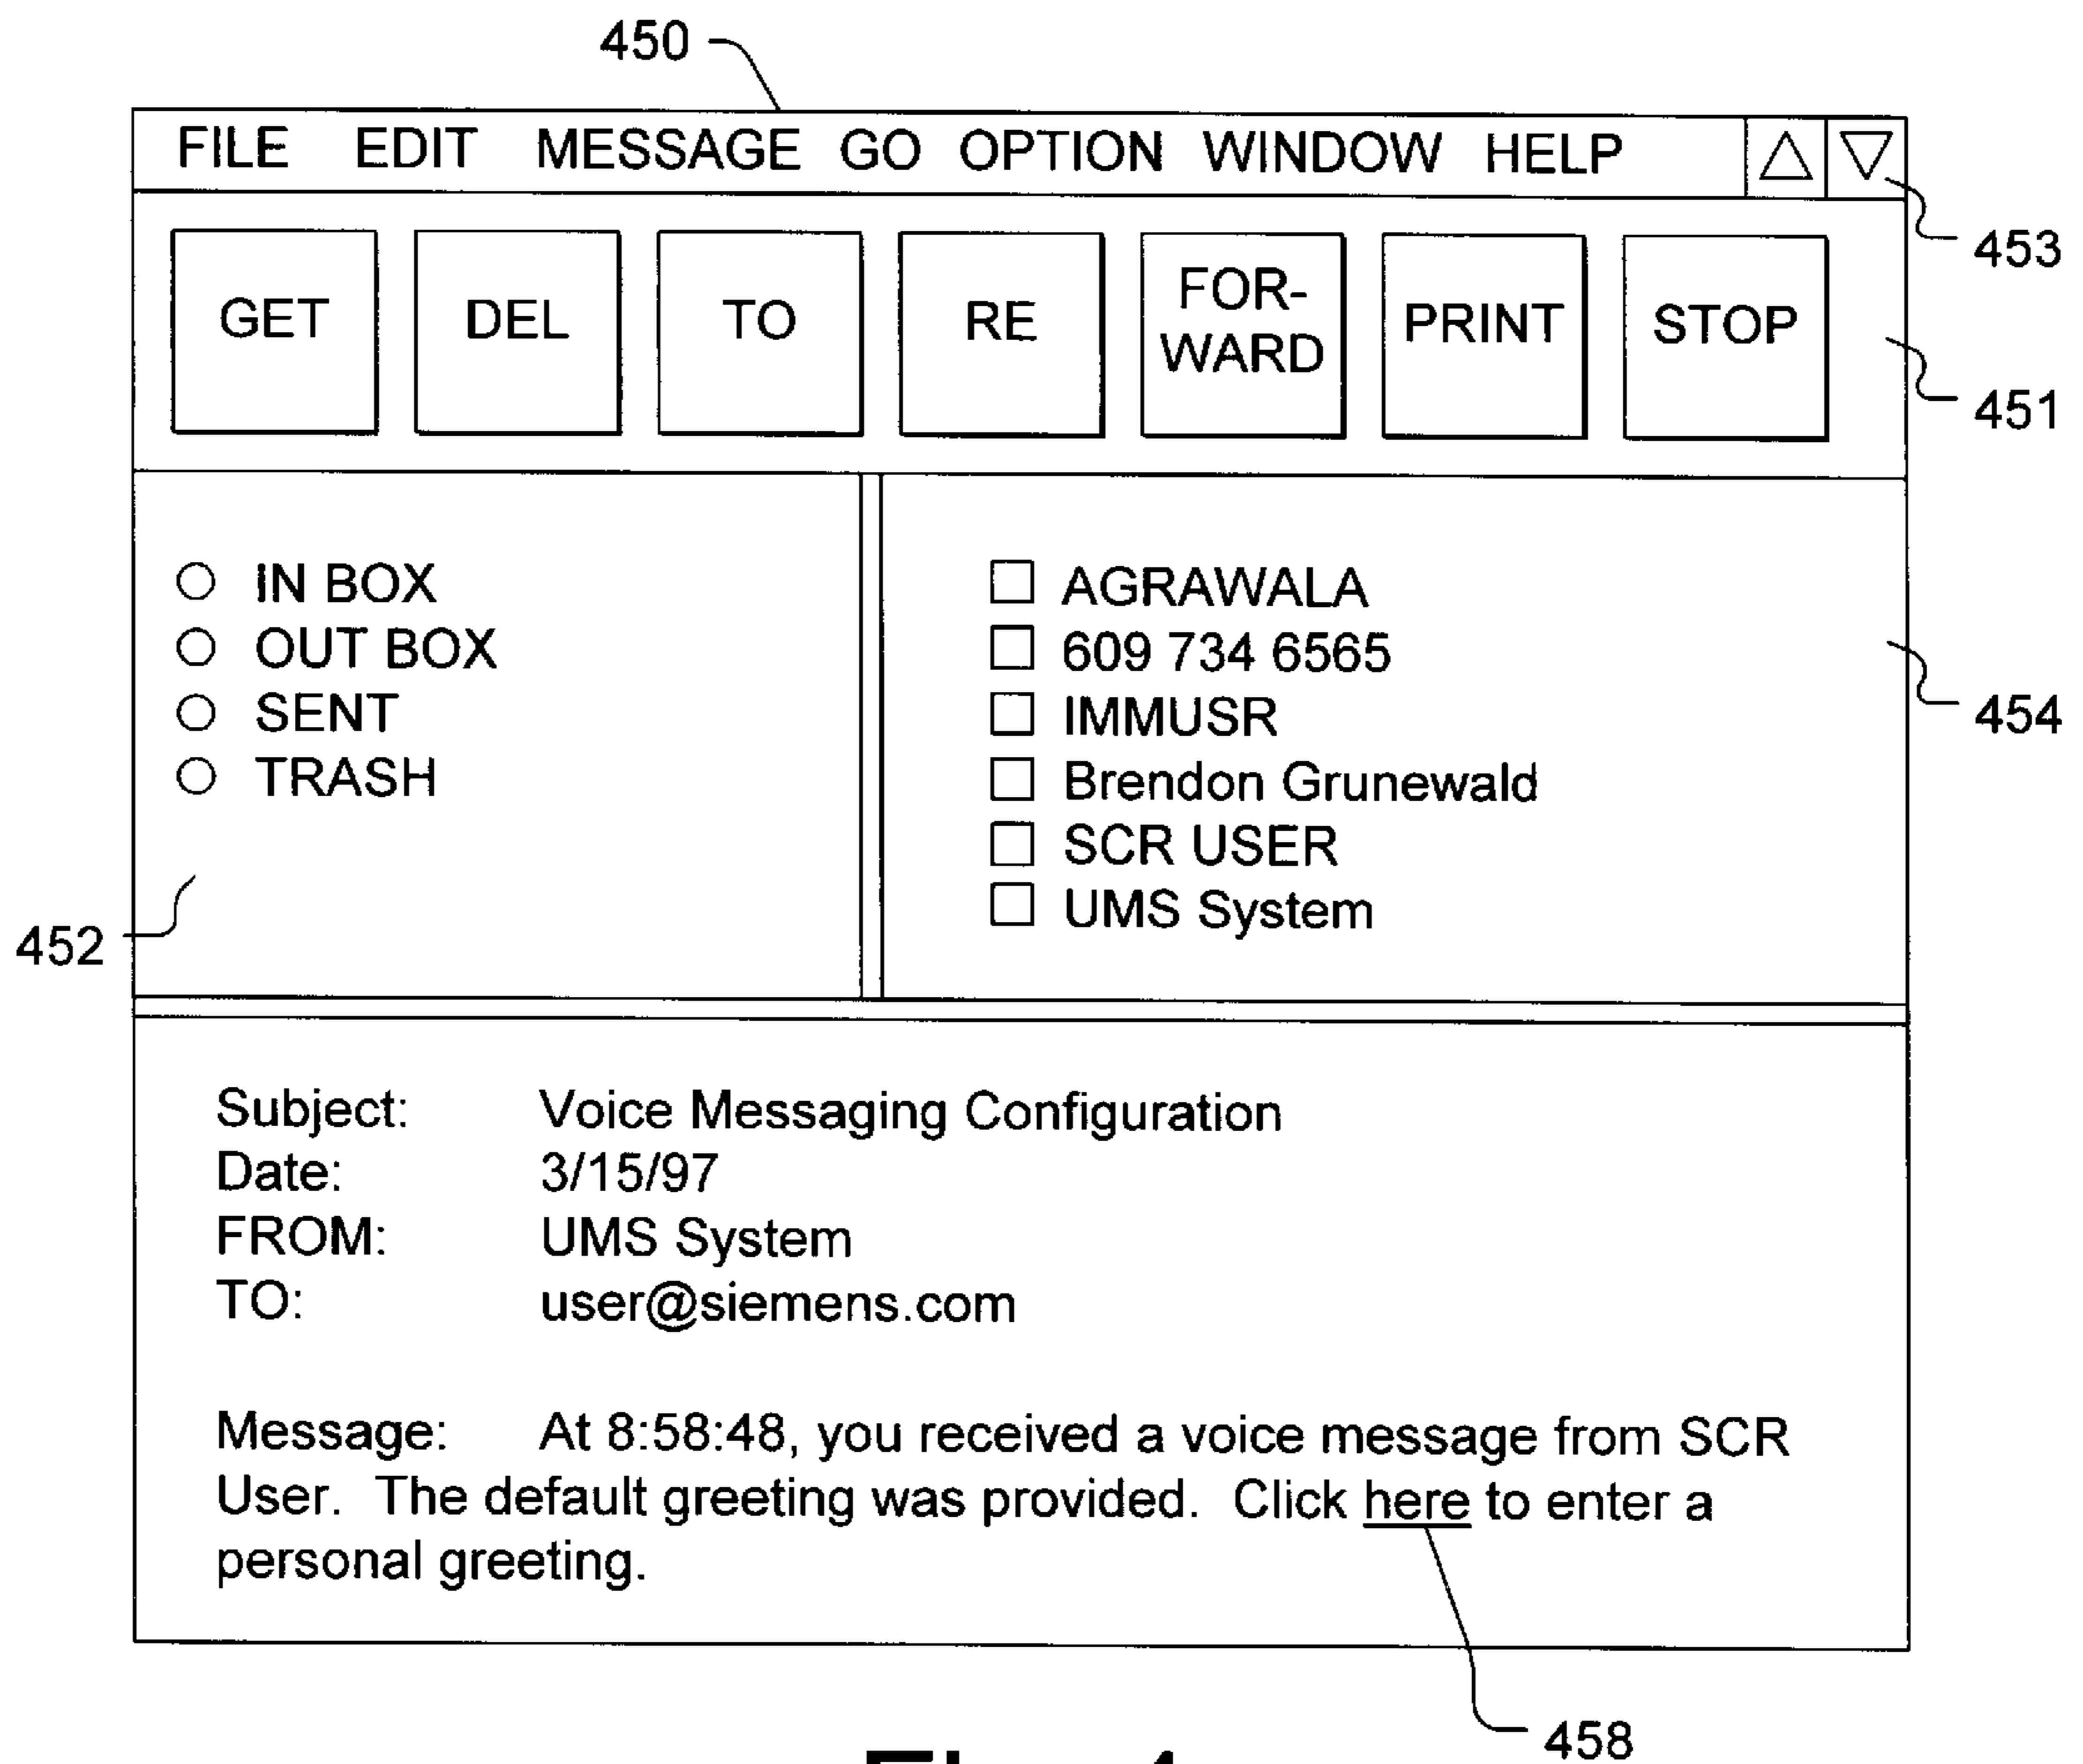 450
FILE EDIT MESSAGE GO OPTION WINDOW HELP
453
GET DEL TO RE FOR-
WARD PRINT STOP
451
IN BOX
OUT BOX
SENT
TRASH
452
AGRAWALA
609 734 6565
IMMUSR
Brendon Grunewald
SCR USER
UMS System
454
Subject: Voice Messaging Configuration
Date: 3/15/97
FROM: UMS System
TO: user@siemens.com
Message: At 8:58:48, you received a voice message from SCR
User. The default greeting was provided. Click here to enter a
personal greeting.
458